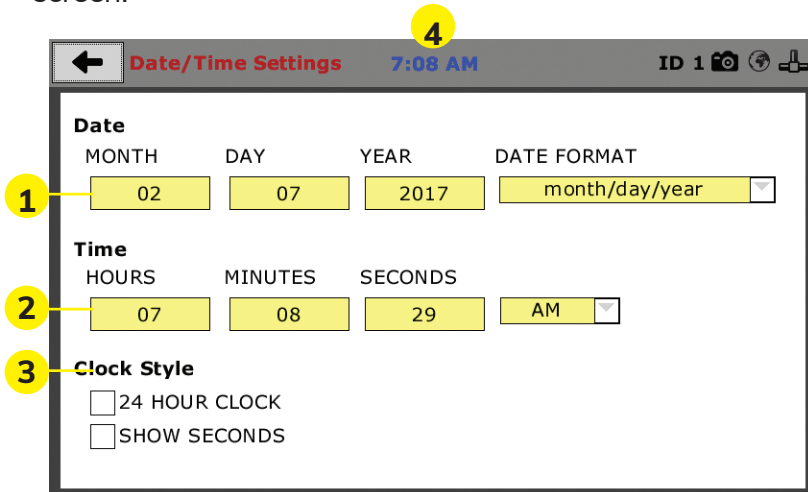 screen.
4
Date/Time Settings 7:08 AM ID 1
Date
MONTH DAY YEAR DATE FORMAT
1 02 07 2017 month/day/year
Time
HOURS MINUTES SECONDS
2 07 08 29 AM
3 Clock Style
24 HOUR CLOCK
SHOW SECONDS